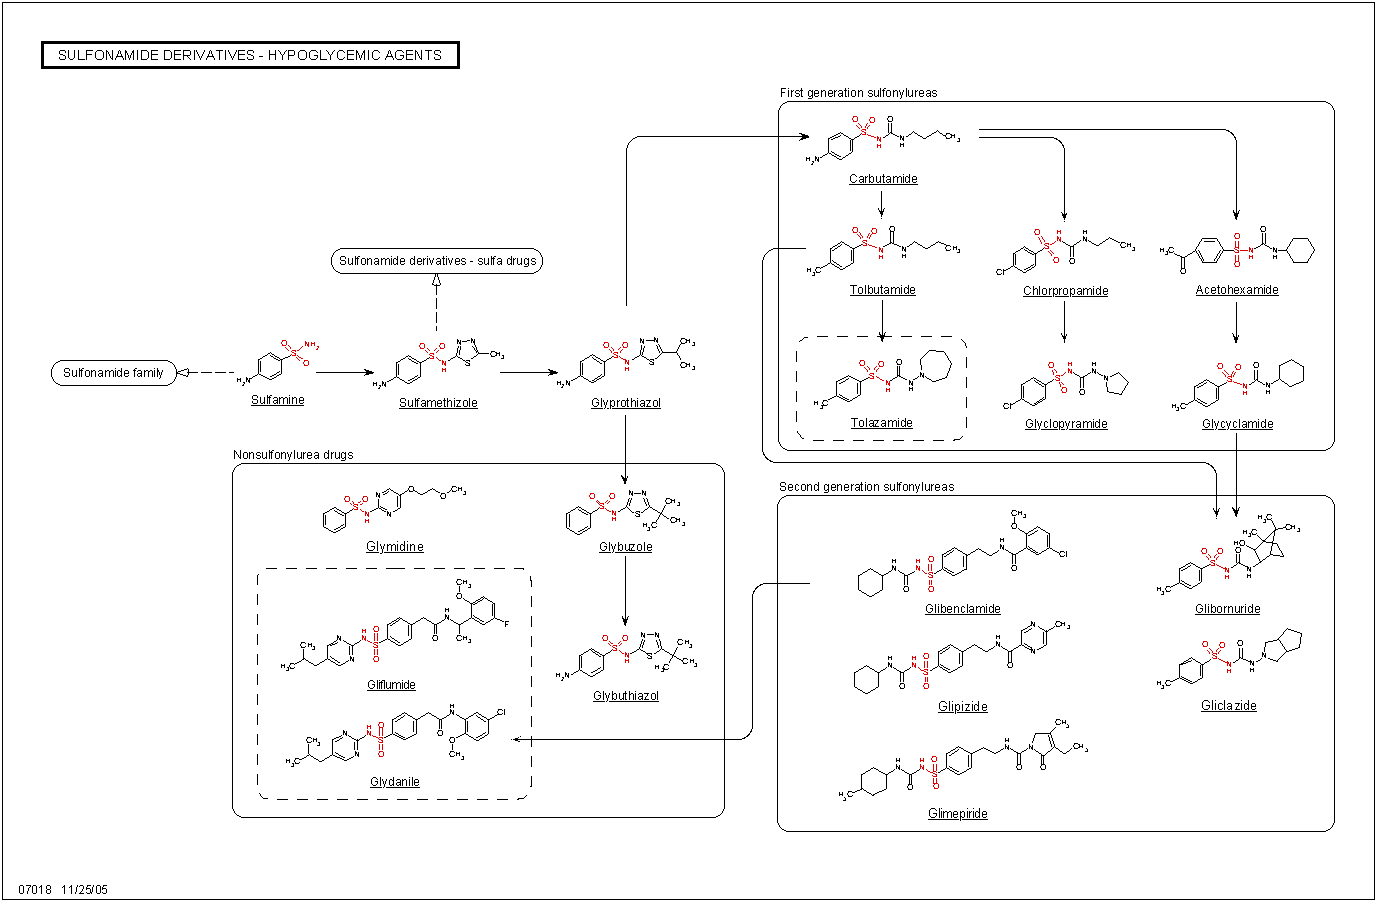 SULFONAMIDE DERIVATIVES - HYPOGLYCEMIC AGENTS
First generation sulfonylureas
Carbutamide
Tolbutamide
Chlorpropamide
Acetohexamide
Tolazamide
Glyclopyramide
Glycyclamide
Sulfonamide derivatives - sulfa drugs
Sulfonamide family
Sulfamine
Sulfamethizole
Glyprothiazol
Nonsulfonylurea drugs
Glymidine
Glybuzole
Gliflumide
Glybuthiazol
Glydanile
Second generation sulfonylureas
Glibenclamide
Glibornuride
Glipizide
Gliclazide
Glimepiride
07018 11/25/05